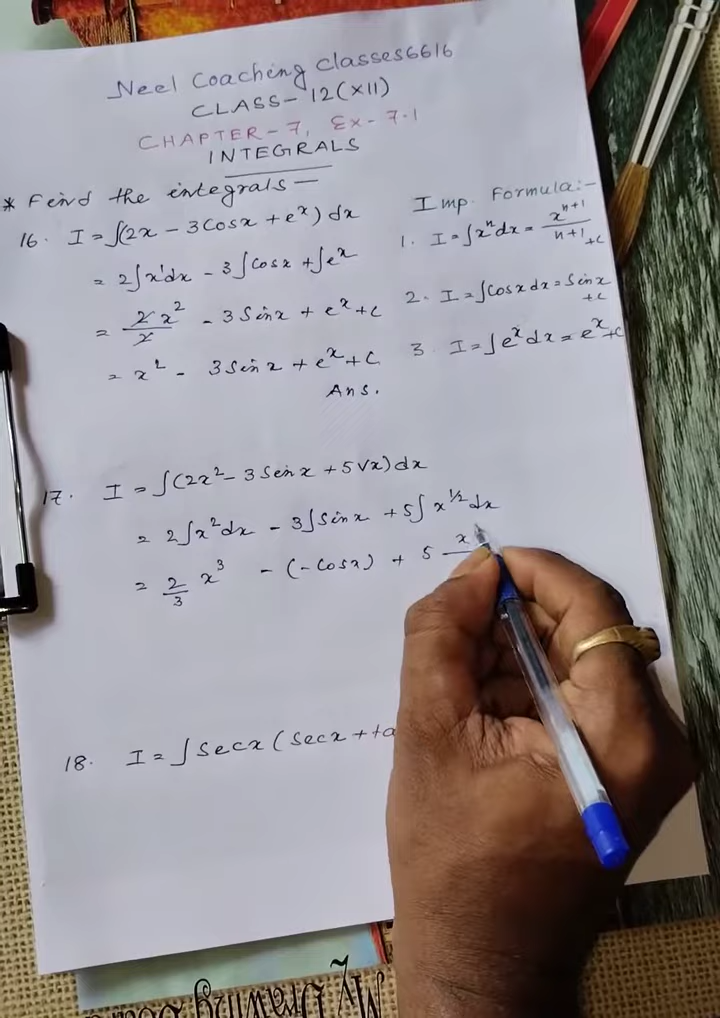 Neel Coaching Classes6616
CLASS-12(XII)
CHAPTER-7, Ex-7.1
INTEGRALS
* Feind the integrals—
16. I = ∫(2x - 3Cosx + eˣ) dx
= 2∫x¹dx - 3∫Cosx + ∫eˣ
= 2x²/2 - 3Sinx + eˣ + c
= x² - 3Sinx + eˣ + C
Ans.
Imp. Formula:-
1. I = ∫xⁿdx = xⁿ⁺¹/n+1 + c
2. I = ∫Cosx dx = Sinx + c
3. I = ∫eˣdx = eˣ + c
17. I = ∫(2x² - 3Sinx + 5√x) dx
= 2∫x²dx - 3∫Sinx + 5∫x^½ dx
= 2/3 x³ - (-Cosx) + 5 x
18. I = ∫Secx (Secx + ta
My Drawing